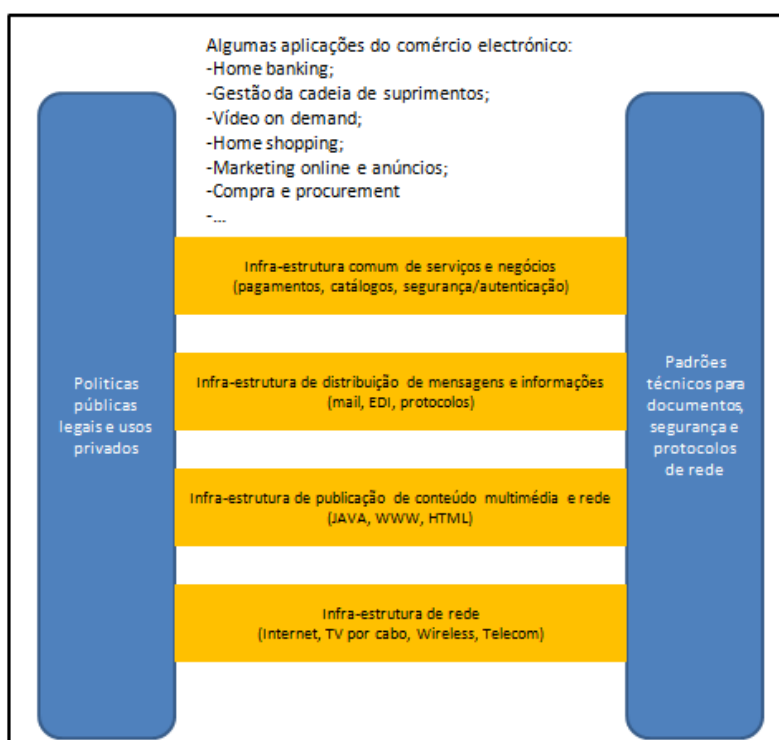 Algumas aplicações do comércio electrónico:
-Home banking;
-Gestão da cadeia de suprimentos;
-Vídeo on demand;
-Home shopping;
-Marketing online e anúncios;
-Compra e procurement
-...
Infra-estrutura comum de serviços e negócios
(pagamentos, catálogos, segurança/autenticação)
Infra-estrutura de distribuição de mensagens e informações
(mail, EDI, protocolos)
Infra-estrutura de publicação de conteúdo multimédia e rede
(JAVA, WWW, HTML)
Infra-estrutura de rede
(Internet, TV por cabo, Wireless, Telecom)
Politicas
públicas
legais e usos
privados
Padrões
técnicos para
documentos,
segurança e
protocolos
de rede